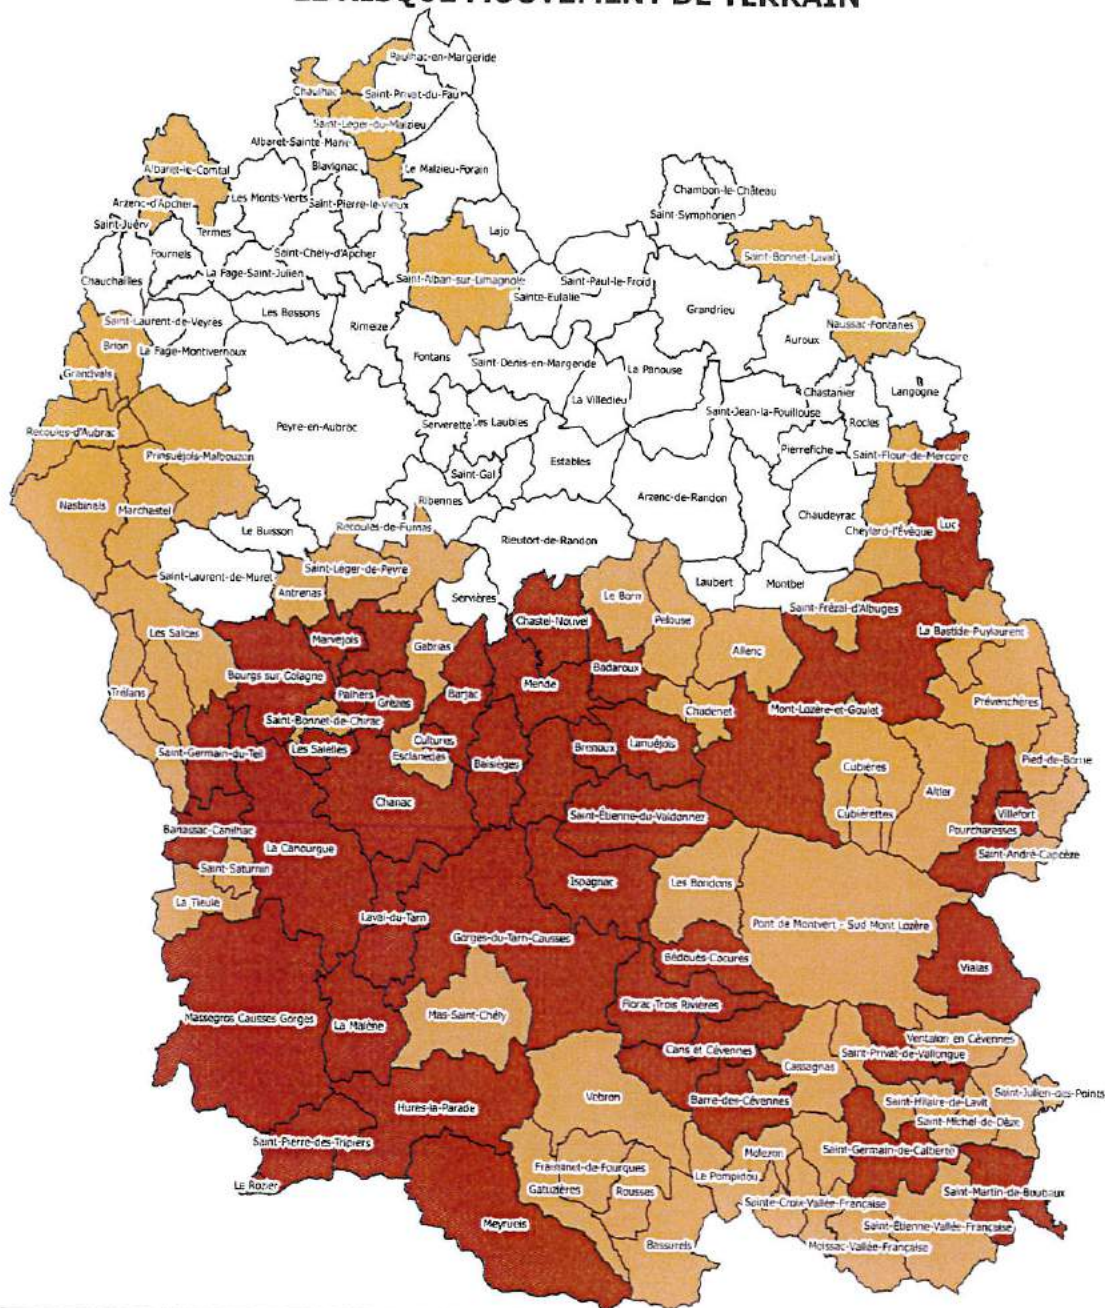 LE RISQUE MOUVEMENT DE TERRAIN
Paulhac-en-Margeride
Chaulhac
Saint-Privat-du-Fau
Saint-Léger-du-Malzieu
Albaret-Sainte-Marie
Blavignac
Le Malzieu-Forain
Albaret-le-Comtal
Chambon-le-Château
Les Monts-Verts
Arzenc-d'Apcher
Saint-Pierre-le-Vieux
Saint-Symphorien
Saint-Juéry
Termes
Lajo
Fournels
Saint-Chély-d'Apcher
Saint-Bonnet-Laval
La Fage-Saint-Julien
Chauchailles
Saint-Alban-sur-Limagnole
Saint-Paul-le-Froid
Sainte-Eulalie
Grandrieu
Les Bessons
Saint-Laurent-de-Veyrès
Rimeize
Naussac-Fontanes
Auroux
Brion
La Fage-Montivernoux
Fontans
Saint-Denis-en-Margeride
La Panouse
Grandvals
Chastanier
Langogne
La Villedieu
Saint-Jean-la-Fouillouse
Rocles
Serverette
Les Laubies
Peyre-en-Aubrac
Recoules-d'Aubrac
Pierrefiche
Saint-Flour-de-Mercoire
Prinsuéjols-Malbouzon
Estables
Saint-Gal
Arzenc-de-Randon
Ribennes
Nasbinals
Marchastel
Chaudeyrac
Luc
Recoules-de-Fumas
Le Buisson
Cheylard-l'Évêque
Rieutort-de-Randon
Saint-Léger-de-Peyre
Saint-Laurent-de-Muret
Laubert
Montbel
Antrenas
Le Born
Servières
Saint-Frézal-d'Albuges
Chastel-Nouvel
Pelouse
Les Salces
La Bastide-Puylaurent
Marvejols
Gabrias
Allenc
Badaroux
Bourgs sur Colagne
Mende
Trélans
Palhers
Barjac
Grèzes
Prévenchères
Chadenet
Mont-Lozère-et-Goulet
Saint-Bonnet-de-Chirac
Cultures
Lanuéjols
Brenoux
Les Salelles
Saint-Germain-du-Teil
Esclanèdes
Balsièges
Pied-de-Borne
Cubières
Altier
Chanac
Cubiérettes
Villefort
Saint-Étienne-du-Valdonnez
Banassac-Canilhac
Pourcharesses
La Canourgue
Saint-André-Capcèze
Saint-Saturnin
Ispagnac
Les Bondons
La Tieule
Laval-du-Tarn
Pont de Montvert - Sud Mont Lozère
Gorges-du-Tarn-Causses
Bédouès-Cocurès
Vialas
Florac Trois Rivières
Massegros Causses Gorges
La Malène
Mas-Saint-Chély
Ventalon en Cévennes
Cans et Cévennes
Saint-Privat-de-Vallongue
Cassagnas
Saint-Julien-des-Points
Vebron
Barre-des-Cévennes
Saint-Hilaire-de-Lavit
Hures-la-Parade
Saint-Michel-de-Dèze
Saint-Pierre-des-Tripiers
Molezon
Saint-Germain-de-Calberte
Fraissinet-de-Fourques
Le Pompidou
Le Rozier
Gatuzières
Rousses
Saint-Martin-de-Boubaux
Sainte-Croix-Vallée-Française
Meyrueis
Saint-Étienne-Vallée-Française
Bassurels
Moissac-Vallée-Française